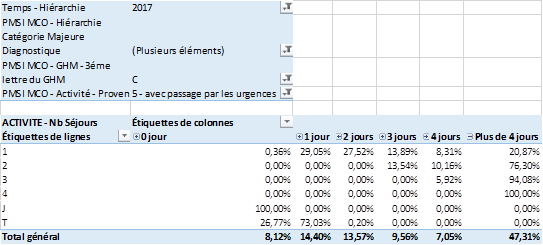 Temps - Hiérarchie 2017
PMSI MCO - Hiérarchie
Catégorie Majeure
Diagnostique (Plusieurs éléments)
PMSI MCO - GHM - 3éme
lettre du GHM C
PMSI MCO - Activité - Proven 5 - avec passage par les urgences
ACTIVITE - Nb Séjours Étiquettes de colonnes
Étiquettes de lignes 0 jour 1 jour 2 jours 3 jours 4 jours Plus de 4 jours
1 0,36% 29,05% 27,52% 13,89% 8,31% 20,87%
2 0,00% 0,00% 0,00% 13,54% 10,16% 76,30%
3 0,00% 0,00% 0,00% 0,00% 5,92% 94,08%
4 0,00% 0,00% 0,00% 0,00% 0,00% 100,00%
J 100,00% 0,00% 0,00% 0,00% 0,00% 0,00%
T 26,77% 73,03% 0,20% 0,00% 0,00% 0,00%
Total général 8,12% 14,40% 13,57% 9,56% 7,05% 47,31%